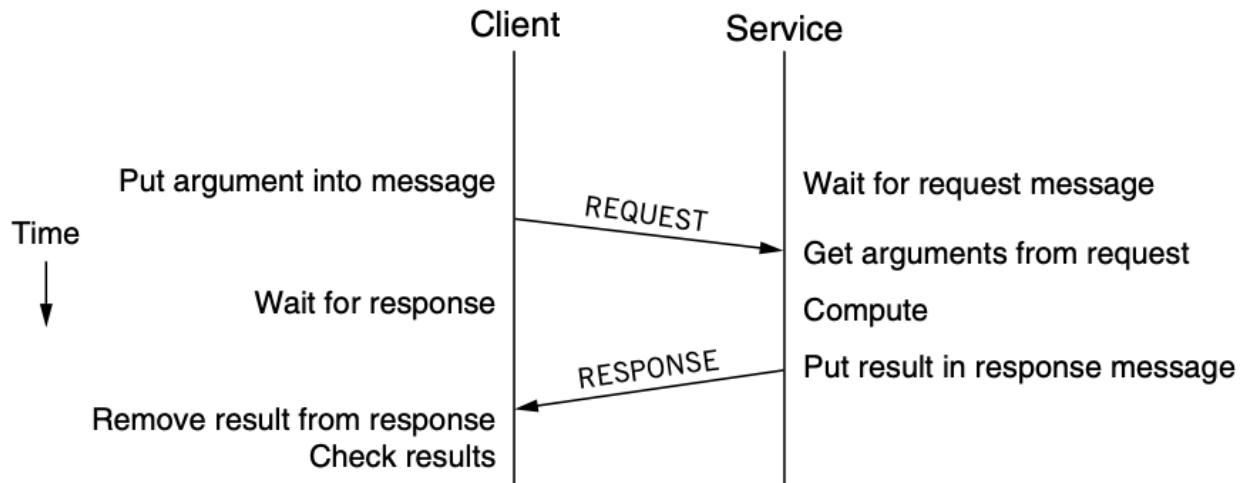 Client
Service
Put argument into message
Wait for request message
REQUEST
Time
Get arguments from request
Wait for response
Compute
RESPONSE
Put result in response message
Remove result from response
Check results